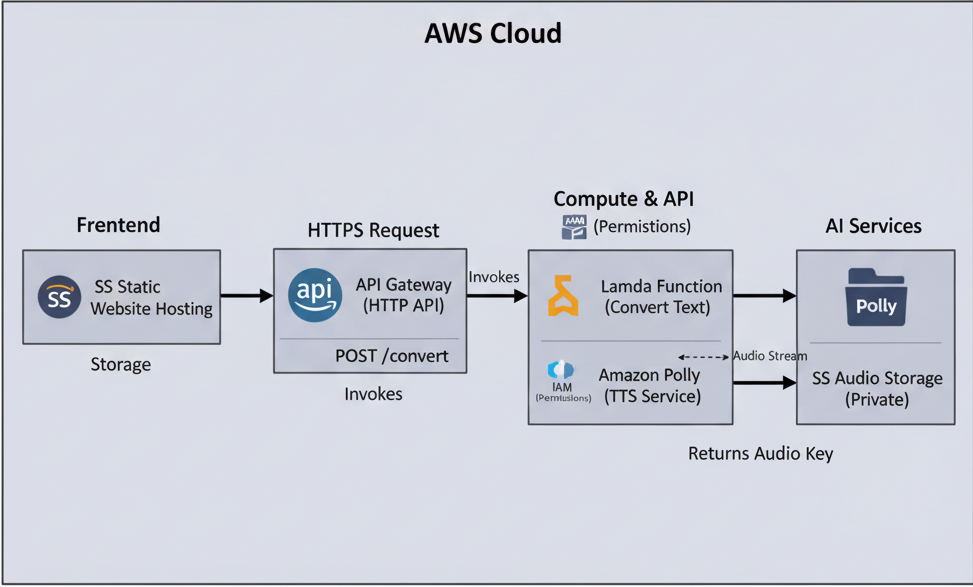 AWS Cloud
Frontend
SS
SS Static
Website Hosting
Storage
HTTPS Request
api
API Gateway
(HTTP API)
POST /convert
Invokes
Invokes
Compute & API
(Permistions)
Lamda Function
(Convert Text)
IAM
Amazon Polly
(TTS Service)
Audio Stream
AI Services
Polly
SS Audio Storage
(Private)
Returns Audio Key